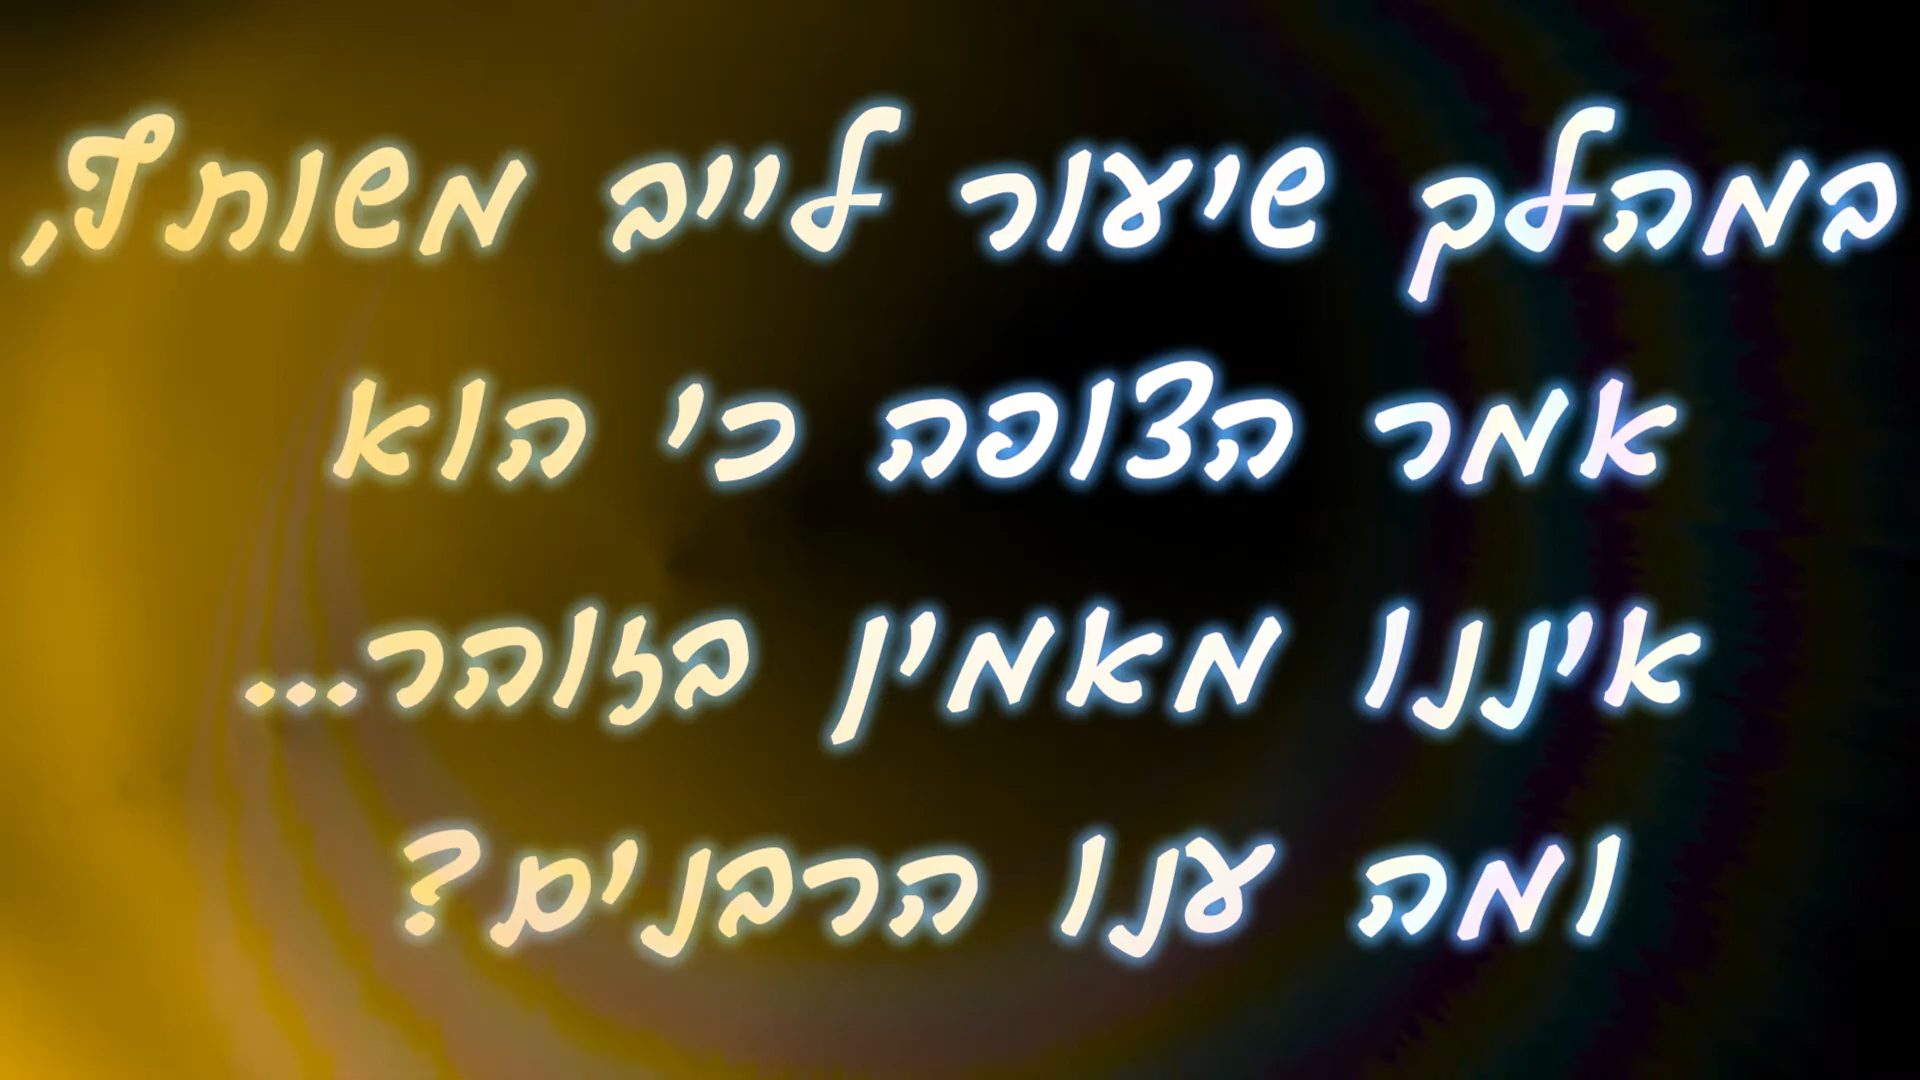 במהלך שיעור לייב משותף,
אמר הצופה כי הוא
איננו מאמין בזוהר...
ומה ענו הרבנים?